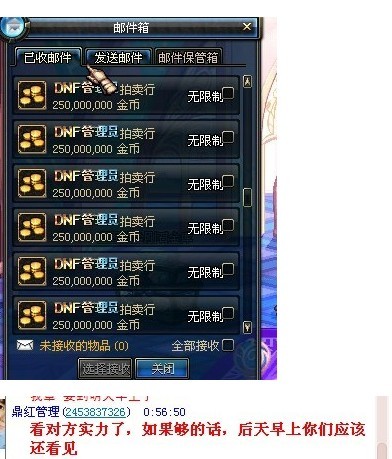 邮件箱
已收邮件 发送邮件 邮件保管箱
DNF管理员 拍卖行
250,000,000 金币 无限制
DNF管理员 拍卖行
250,000,000 金币 无限制
DNF管理员 拍卖行
250,000,000 金币 无限制
DNF管理员 拍卖行
250,000,000 金币 无限制
DNF管理员 拍卖行
250,000,000 金币 无限制
DNF管理员 拍卖行
250,000,000 金币 无限制
未接收的物品 (0) 全部接收
选择接收 关闭
鼎红管理(2453837326) 0:56:50
看对方实力了，如果够的话，后天早上你们应该
还看见